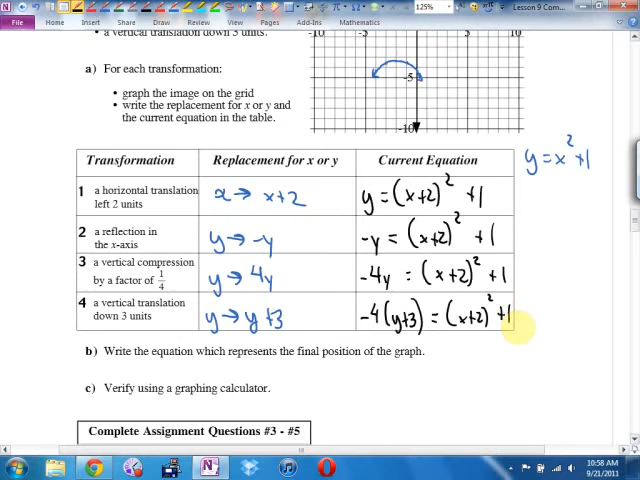 File Home Insert Share Draw Review View Page Add-Ins Mathematics
125%
Lesson 9 Com...
• a vertical translation down 3 units.
-10 -5 5 10
a) For each transformation:
• graph the image on the grid
• write the replacement for x or y and
the current equation in the table.
-5
-10
y = x² + 1
Transformation Replacement for x or y Current Equation
1 a horizontal translation left 2 units x → x+2 y = (x+2)² + 1
2 a reflection in the x-axis y → -y -y = (x+2)² + 1
3 a vertical compression by a factor of 1/4 y → 4y -4y = (x+2)² + 1
4 a vertical translation down 3 units y → y+3 -4(y+3) = (x+2)² + 1
b) Write the equation which represents the final position of the graph.
c) Verify using a graphing calculator.
Complete Assignment Questions #3 - #5
10:58 AM
9/21/2011